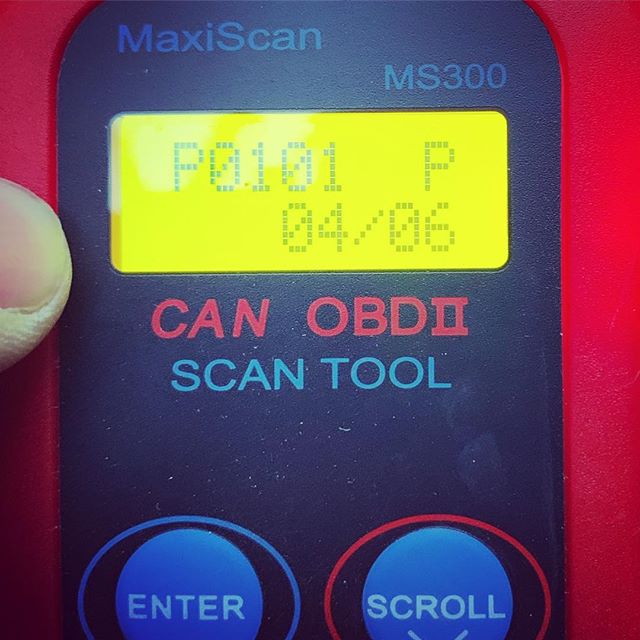 MaxiScan
MS300
P0101 P
04/06
CAN OBDII
SCAN TOOL
ENTER
SCROLL